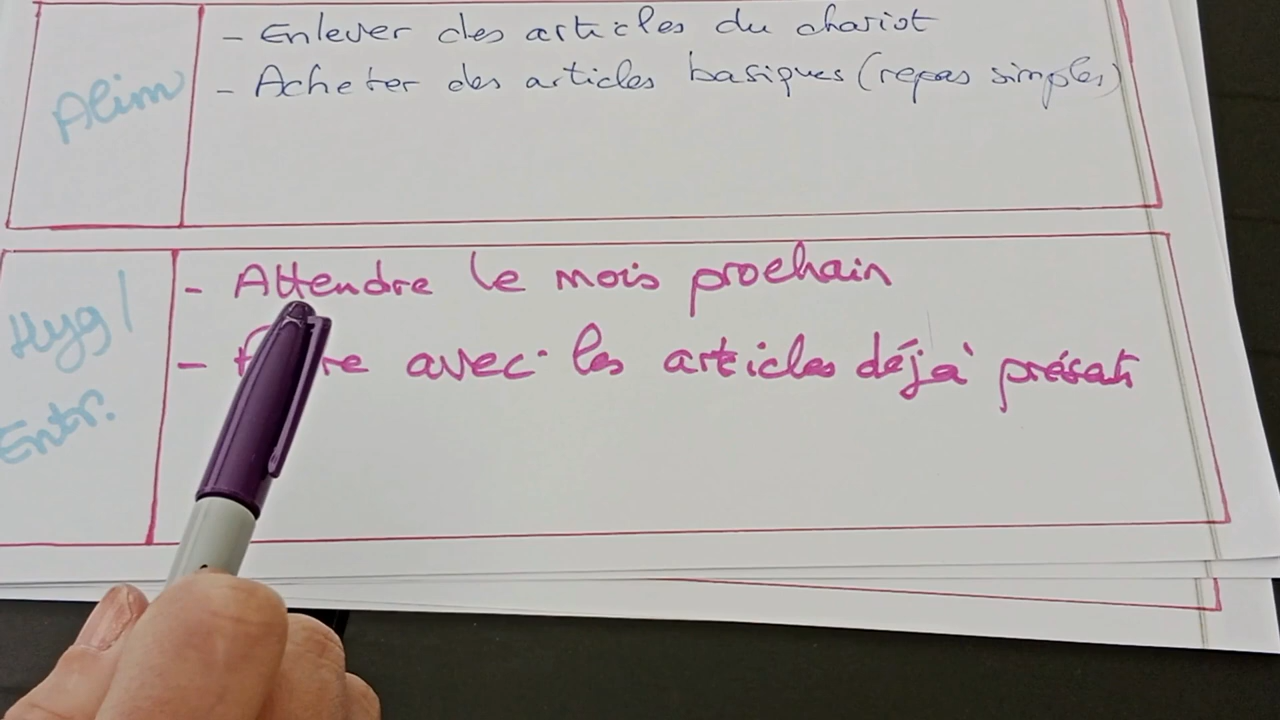 - Enlever des articles du chariot
- Acheter des articles basiques (repas simples)
Alim
- Attendre le mois prochain
Hyg/
- avec les articles déjà présents
Entr.